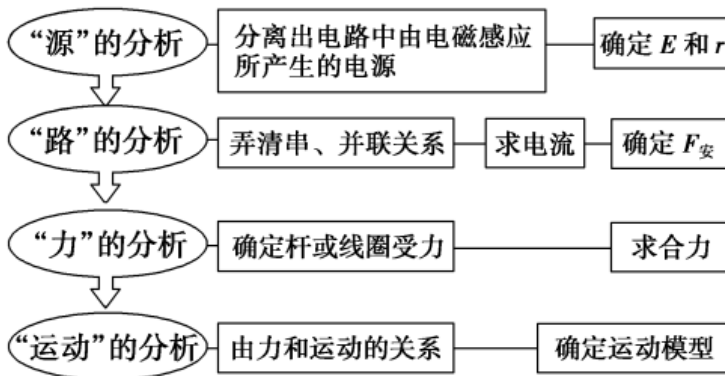 “源”的分析
分离出电路中由电磁感应
所产生的电源
确定 E 和 r
“路”的分析
弄清串、并联关系
求电流
确定 F安
“力”的分析
确定杆或线圈受力
求合力
“运动”的分析
由力和运动的关系
确定运动模型